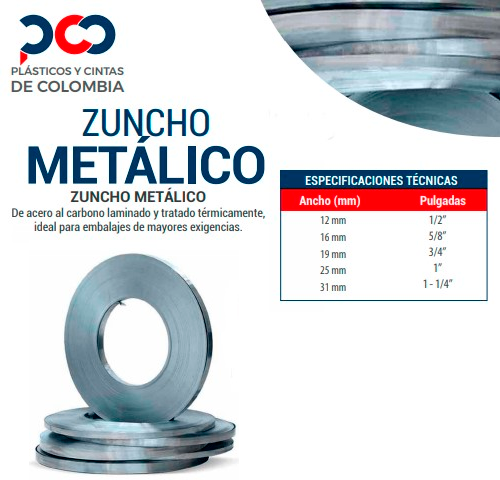 pcc
PLÁSTICOS Y CINTAS
DE COLOMBIA
ZUNCHO
METÁLICO
ZUNCHO METÁLICO
De acero al carbono laminado y tratado térmicamente,
ideal para embalajes de mayores exigencias.
ESPECIFICACIONES TÉCNICAS
Ancho (mm) Pulgadas
12 mm 1/2”
16 mm 5/8”
19 mm 3/4”
25 mm 1”
31 mm 1 - 1/4”